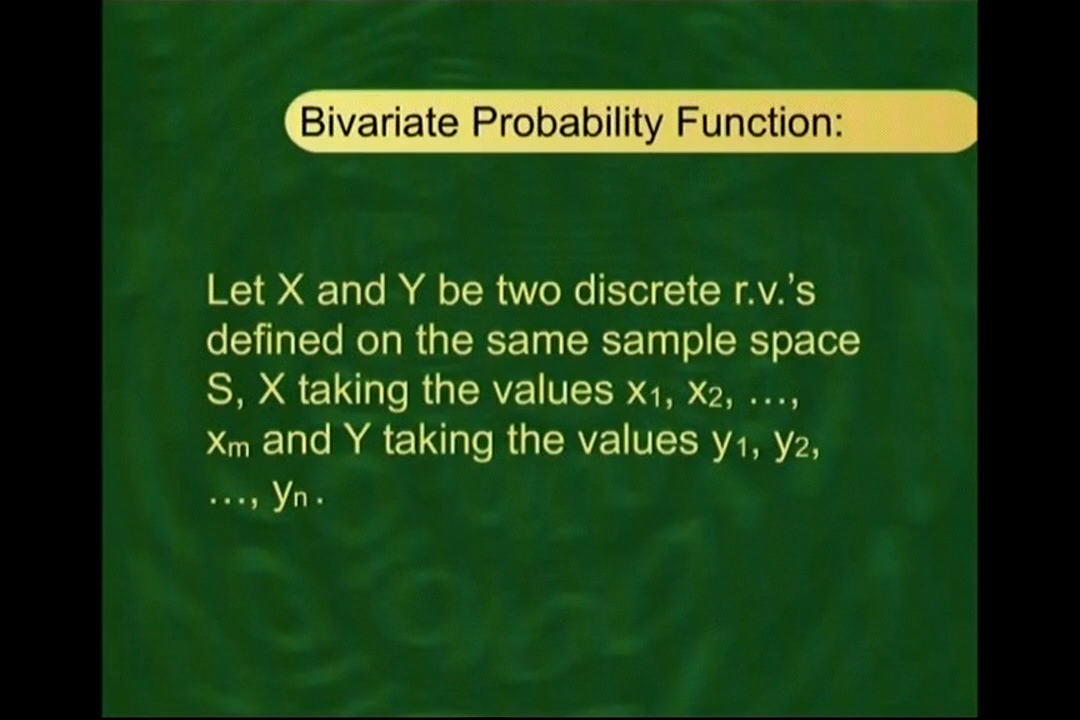 Bivariate Probability Function:
Let X and Y be two discrete r.v.’s
defined on the same sample space
S, X taking the values x₁, x₂, …,
xₘ and Y taking the values y₁, y₂,
…, yₙ .